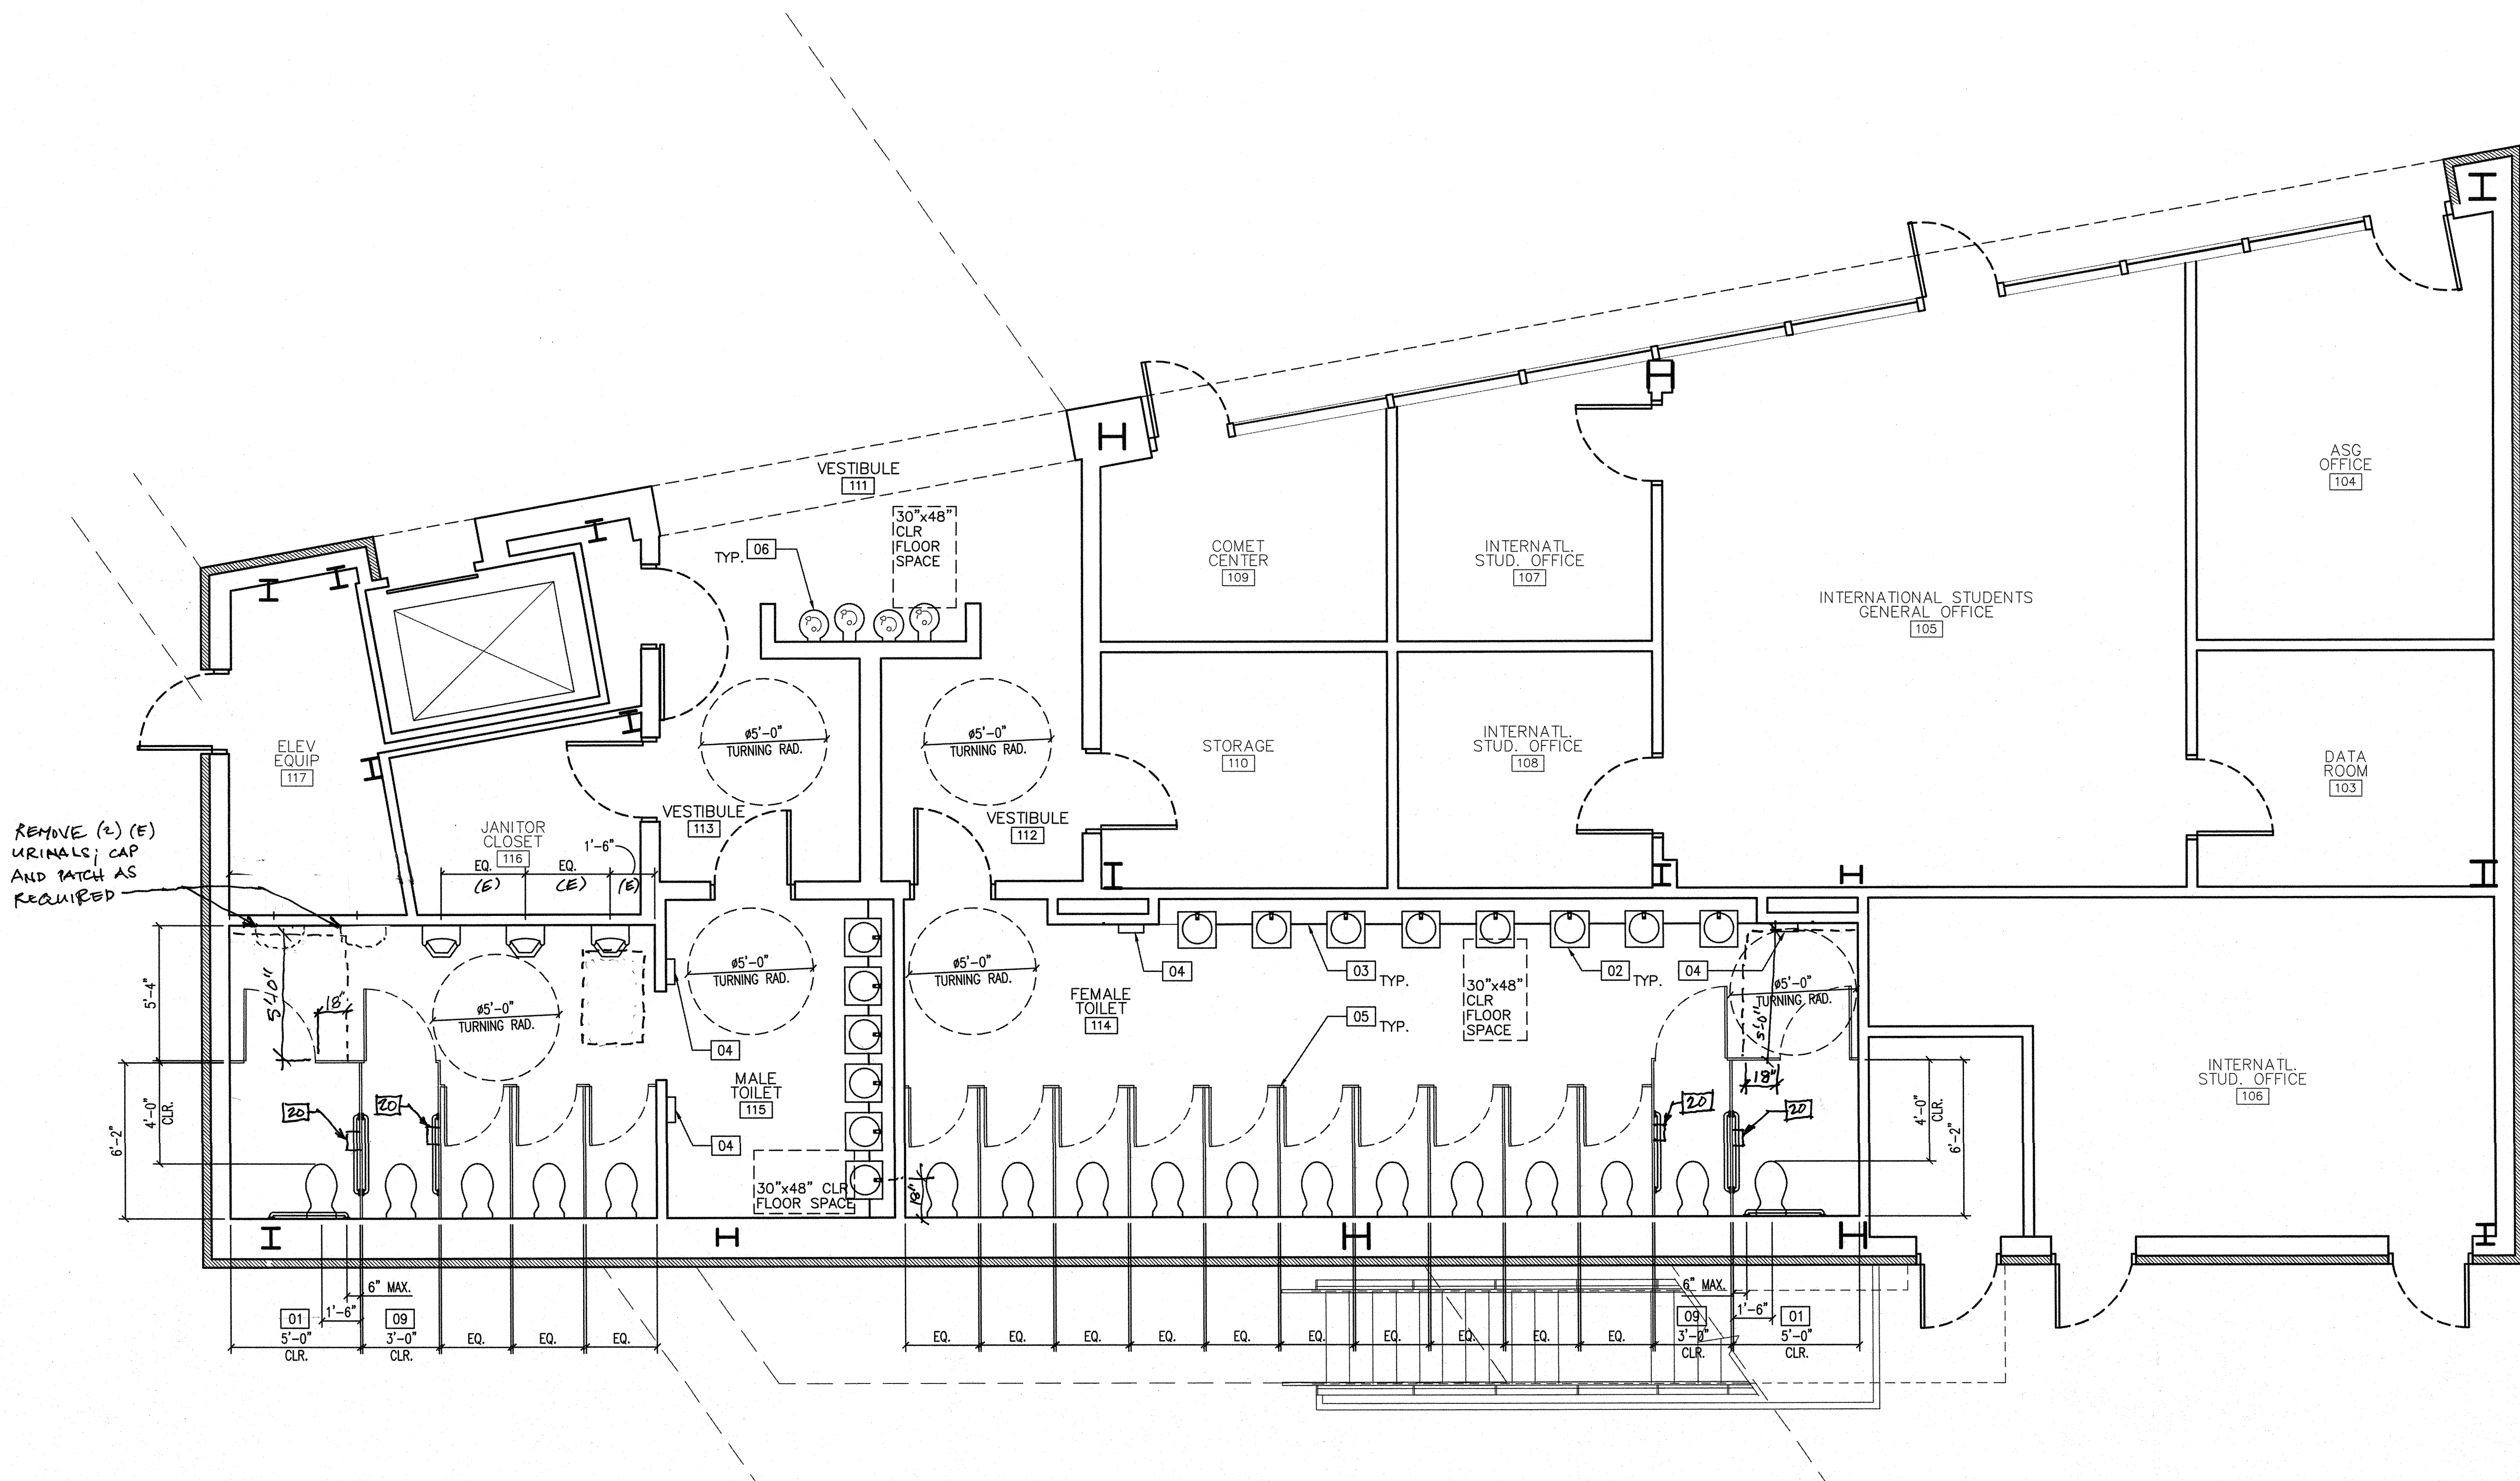 VESTIBULE
111
30"x48"
CLR
FLOOR
SPACE
TYP. 06
ASG
OFFICE
104
COMET
CENTER
109
INTERNATL.
STUD. OFFICE
107
INTERNATIONAL STUDENTS
GENERAL OFFICE
105
ELEV
EQUIP
117
ø5'-0"
TURNING RAD.
ø5'-0"
TURNING RAD.
STORAGE
110
INTERNATL.
STUD. OFFICE
108
DATA
ROOM
103
REMOVE (2) (E)
URINALS; CAP
AND PATCH AS
REQUIRED
JANITOR
CLOSET
116
VESTIBULE
113
VESTIBULE
112
EQ.
EQ.
1'-6"
(E)
(E)
(E)
5'-4"
5'-10"
18"
ø5'-0"
TURNING RAD.
ø5'-0"
TURNING RAD.
ø5'-0"
TURNING RAD.
04
04
FEMALE
TOILET
114
04
03 TYP.
02 TYP.
04
05 TYP.
30"x48"
CLR
FLOOR
SPACE
ø5'-0"
TURNING RAD.
5'-0"
18"
MALE
TOILET
115
INTERNATL.
STUD. OFFICE
106
6'-2"
4'-0"
CLR.
20
20
20
20
4'-0"
CLR.
6'-2"
30"x48" CLR
FLOOR SPACE
18"
6" MAX.
1'-6"
01
5'-0"
CLR.
09
3'-0"
CLR.
EQ.
EQ.
EQ.
EQ.
EQ.
EQ.
EQ.
EQ.
EQ.
EQ.
EQ.
EQ.
EQ.
6" MAX.
09
3'-0"
CLR.
1'-6"
01
5'-0"
CLR.